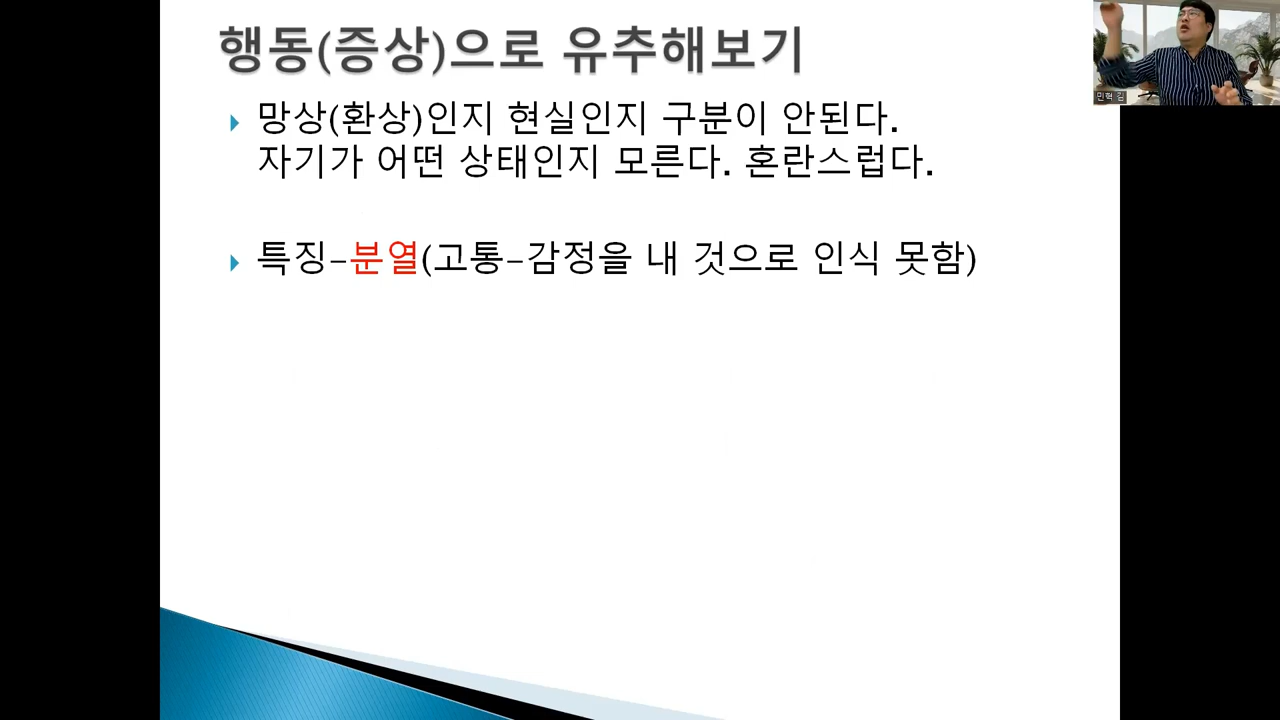 행동(증상)으로 유추해보기
망상(환상)인지 현실인지 구분이 안된다.
자기가 어떤 상태인지 모른다. 혼란스럽다.
특징-분열(고통-감정을 내 것으로 인식 못함)
민혁 김